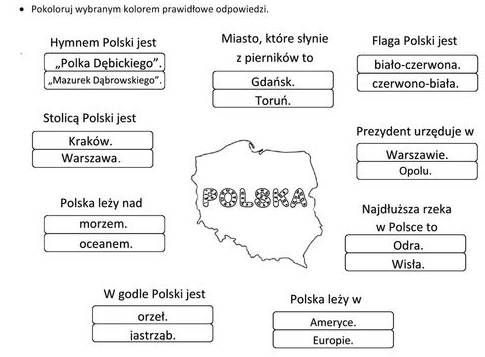 • Pokoloruj wybranym kolorem prawidłowe odpowiedzi.
Hymnem Polski jest
„Polka Dębickiego”.
„Mazurek Dąbrowskiego”.
Miasto, które słynie
z pierników to
Gdańsk.
Toruń.
Flaga Polski jest
biało-czerwona.
czerwono-biała.
Stolicą Polski jest
Kraków.
Warszawa.
Prezydent urzęduje w
Warszawie.
Opolu.
POLSKA
Polska leży nad
morzem.
oceanem.
Najdłuższa rzeka
w Polsce to
Odra.
Wisła.
W godle Polski jest
orzeł.
jastrząb.
Polska leży w
Ameryce.
Europie.